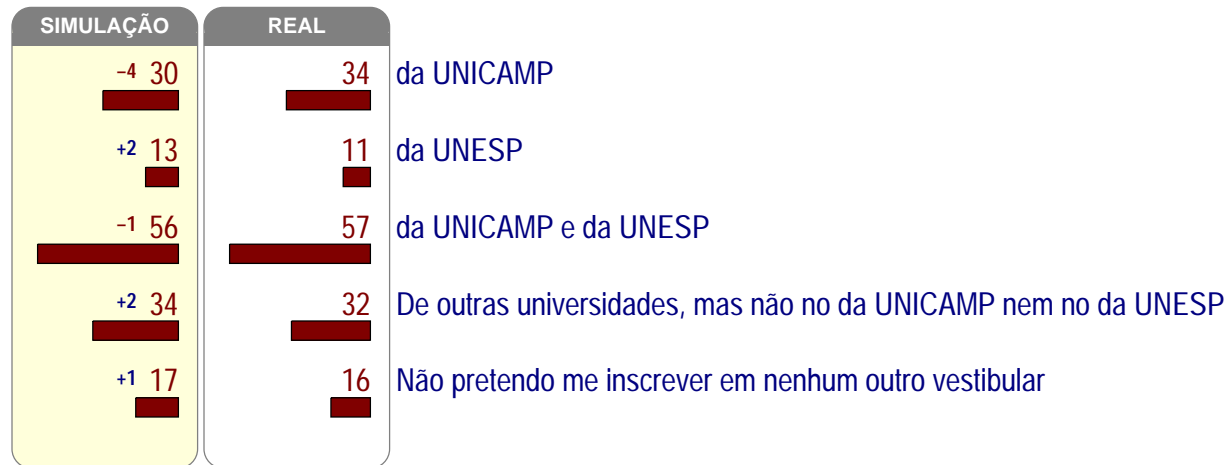 SIMULAÇÃO REAL
–4 30 34 da UNICAMP
+2 13 11 da UNESP
–1 56 57 da UNICAMP e da UNESP
+2 34 32 De outras universidades, mas não no da UNICAMP nem no da UNESP
+1 17 16 Não pretendo me inscrever em nenhum outro vestibular